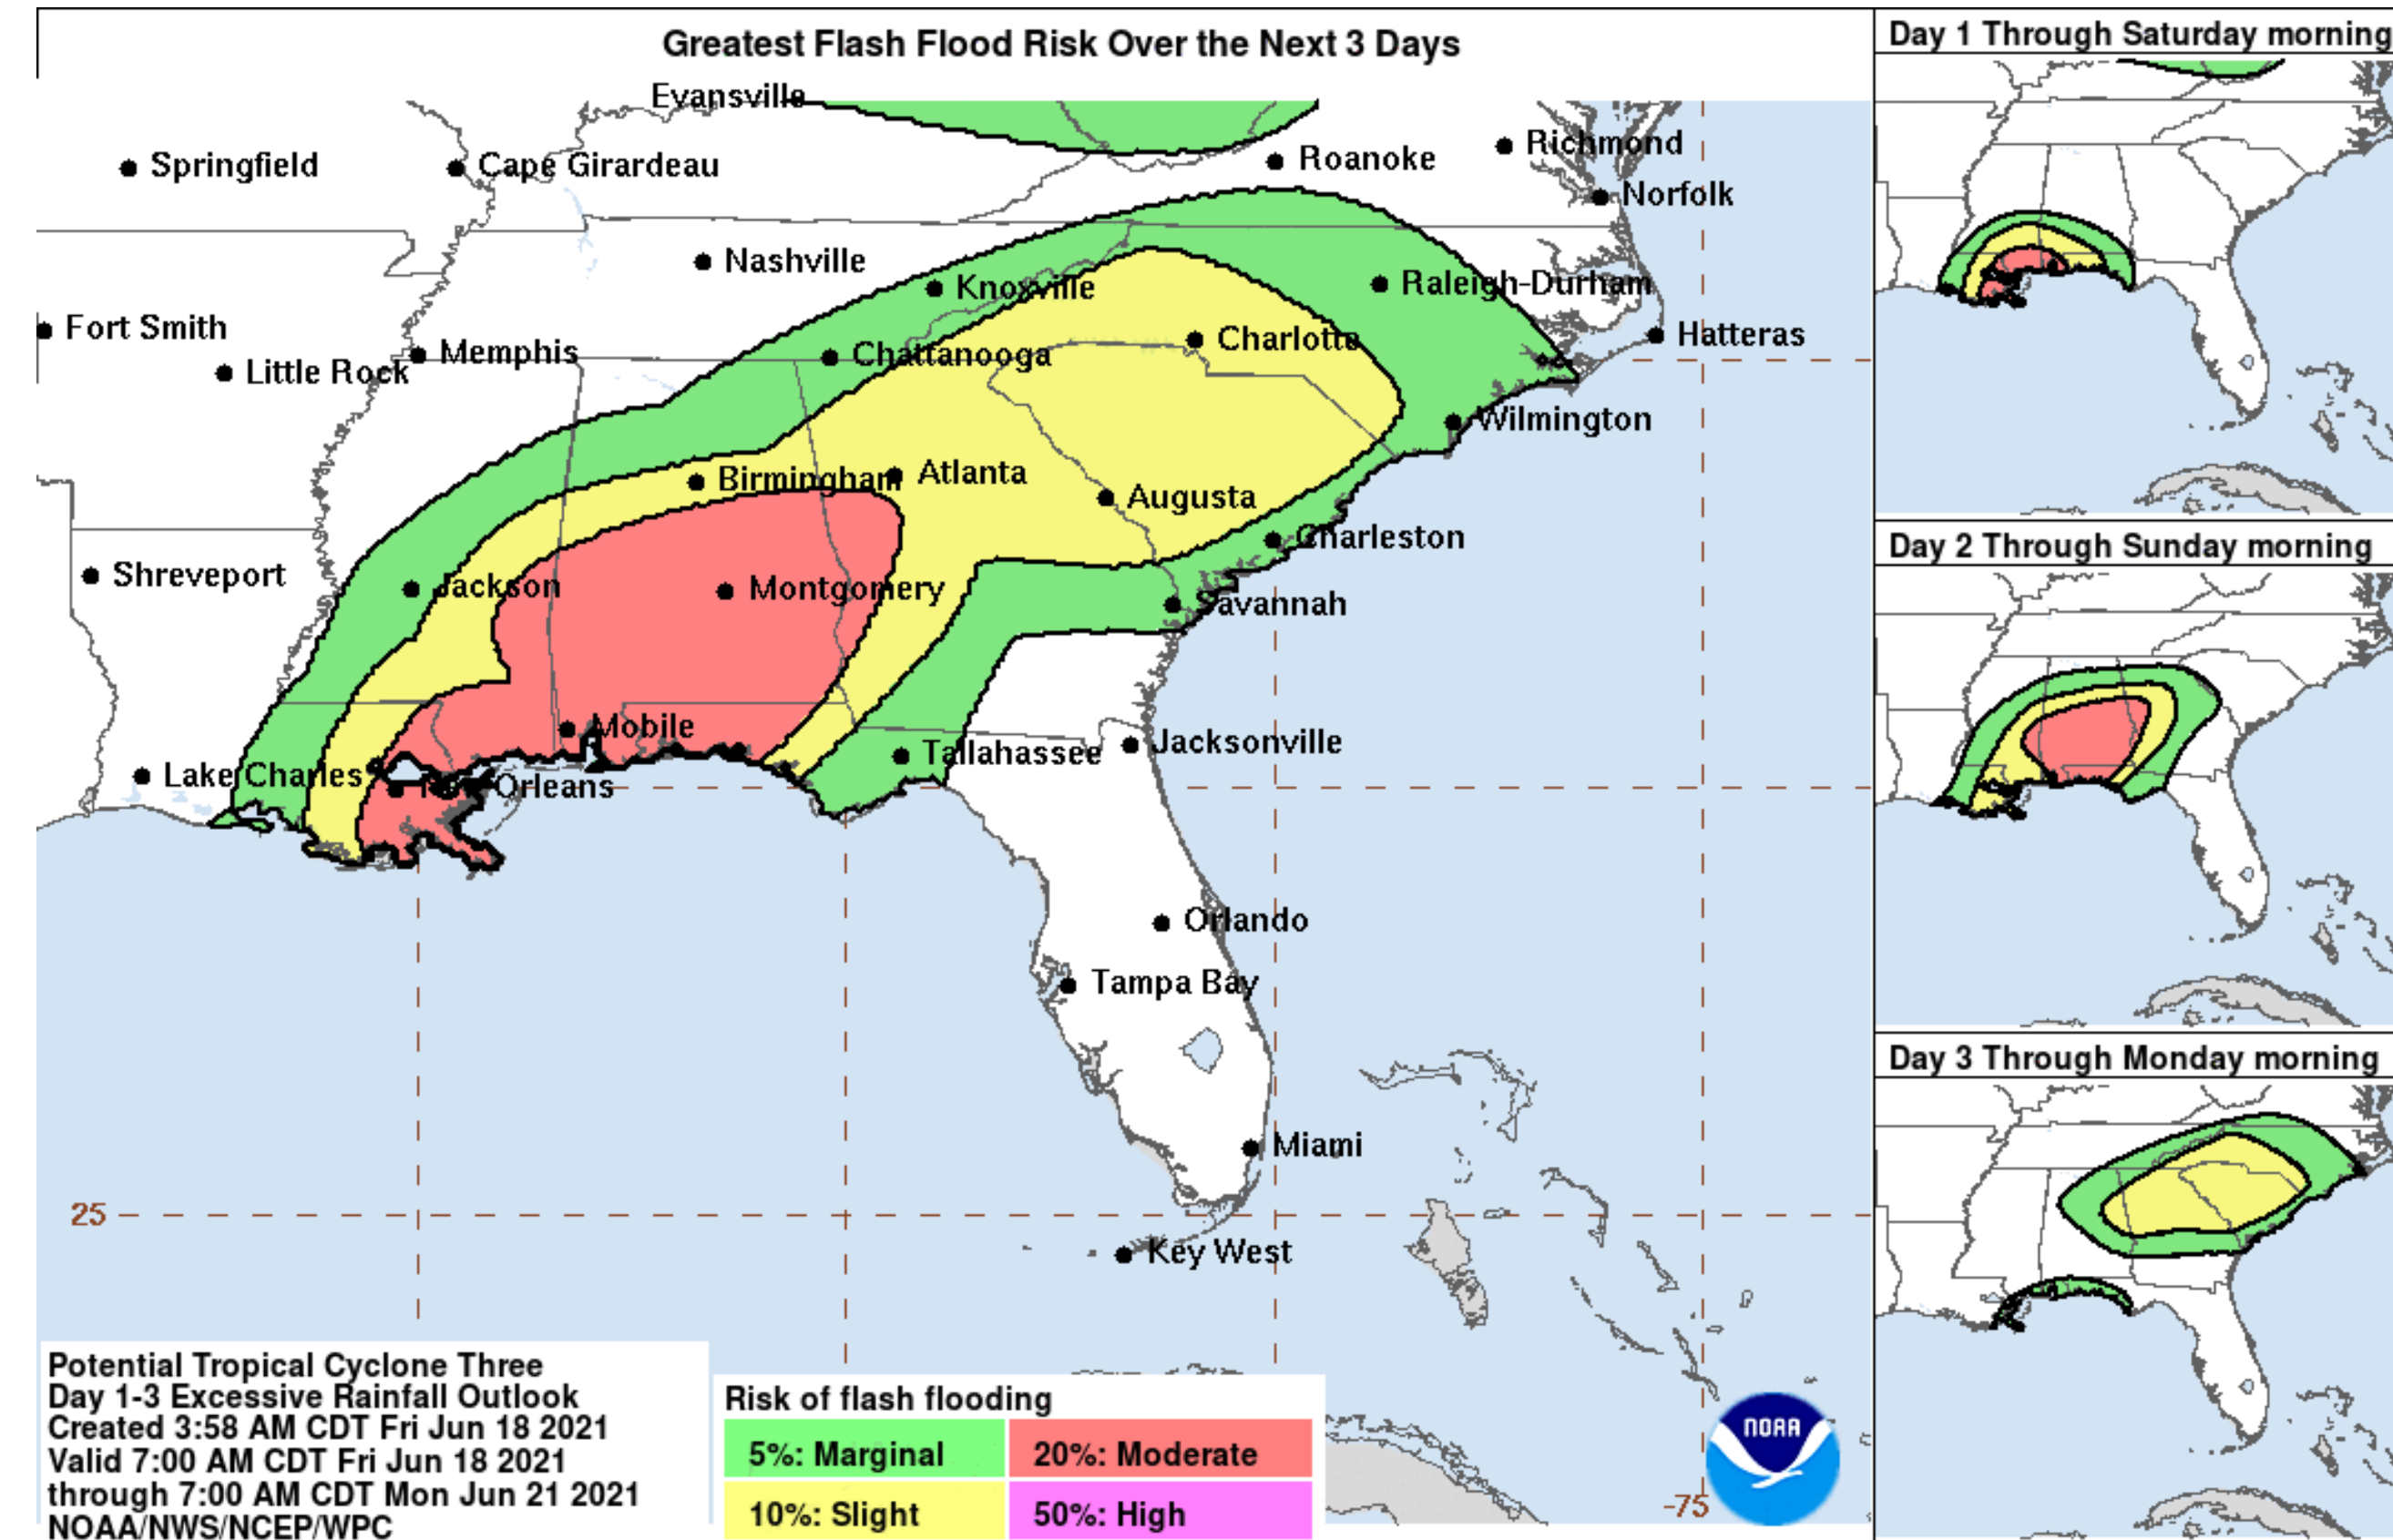 Greatest Flash Flood Risk Over the Next 3 Days
Day 1 Through Saturday morning
Evansville
Springfield
Cape Girardeau
Roanoke
Richmond
Norfolk
Nashville
Knoxville
Raleigh-Durham
Fort Smith
Little Rock
Memphis
Chattanooga
Charlotte
Hatteras
Wilmington
Birmingham
Atlanta
Augusta
Charleston
Day 2 Through Sunday morning
Shreveport
Jackson
Montgomery
Savannah
Mobile
Tallahassee
Jacksonville
Lake Charles
Orleans
Orlando
Tampa Bay
Day 3 Through Monday morning
Miami
25
Key West
Potential Tropical Cyclone Three
Day 1-3 Excessive Rainfall Outlook
Created 3:58 AM CDT Fri Jun 18 2021
Valid 7:00 AM CDT Fri Jun 18 2021
through 7:00 AM CDT Mon Jun 21 2021
NOAA/NWS/NCEP/WPC
Risk of flash flooding
5%: Marginal
20%: Moderate
10%: Slight
50%: High
NOAA
-75